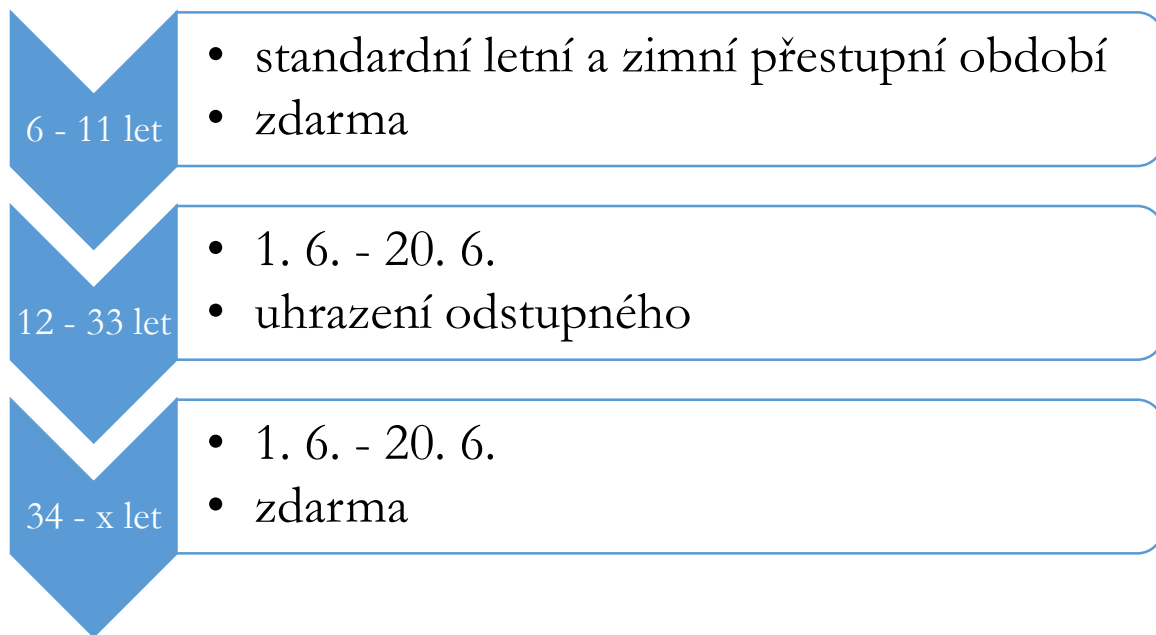 6 - 11 let
• standardní letní a zimní přestupní období
• zdarma
12 - 33 let
• 1. 6. - 20. 6.
• uhrazení odstupného
34 - x let
• 1. 6. - 20. 6.
• zdarma